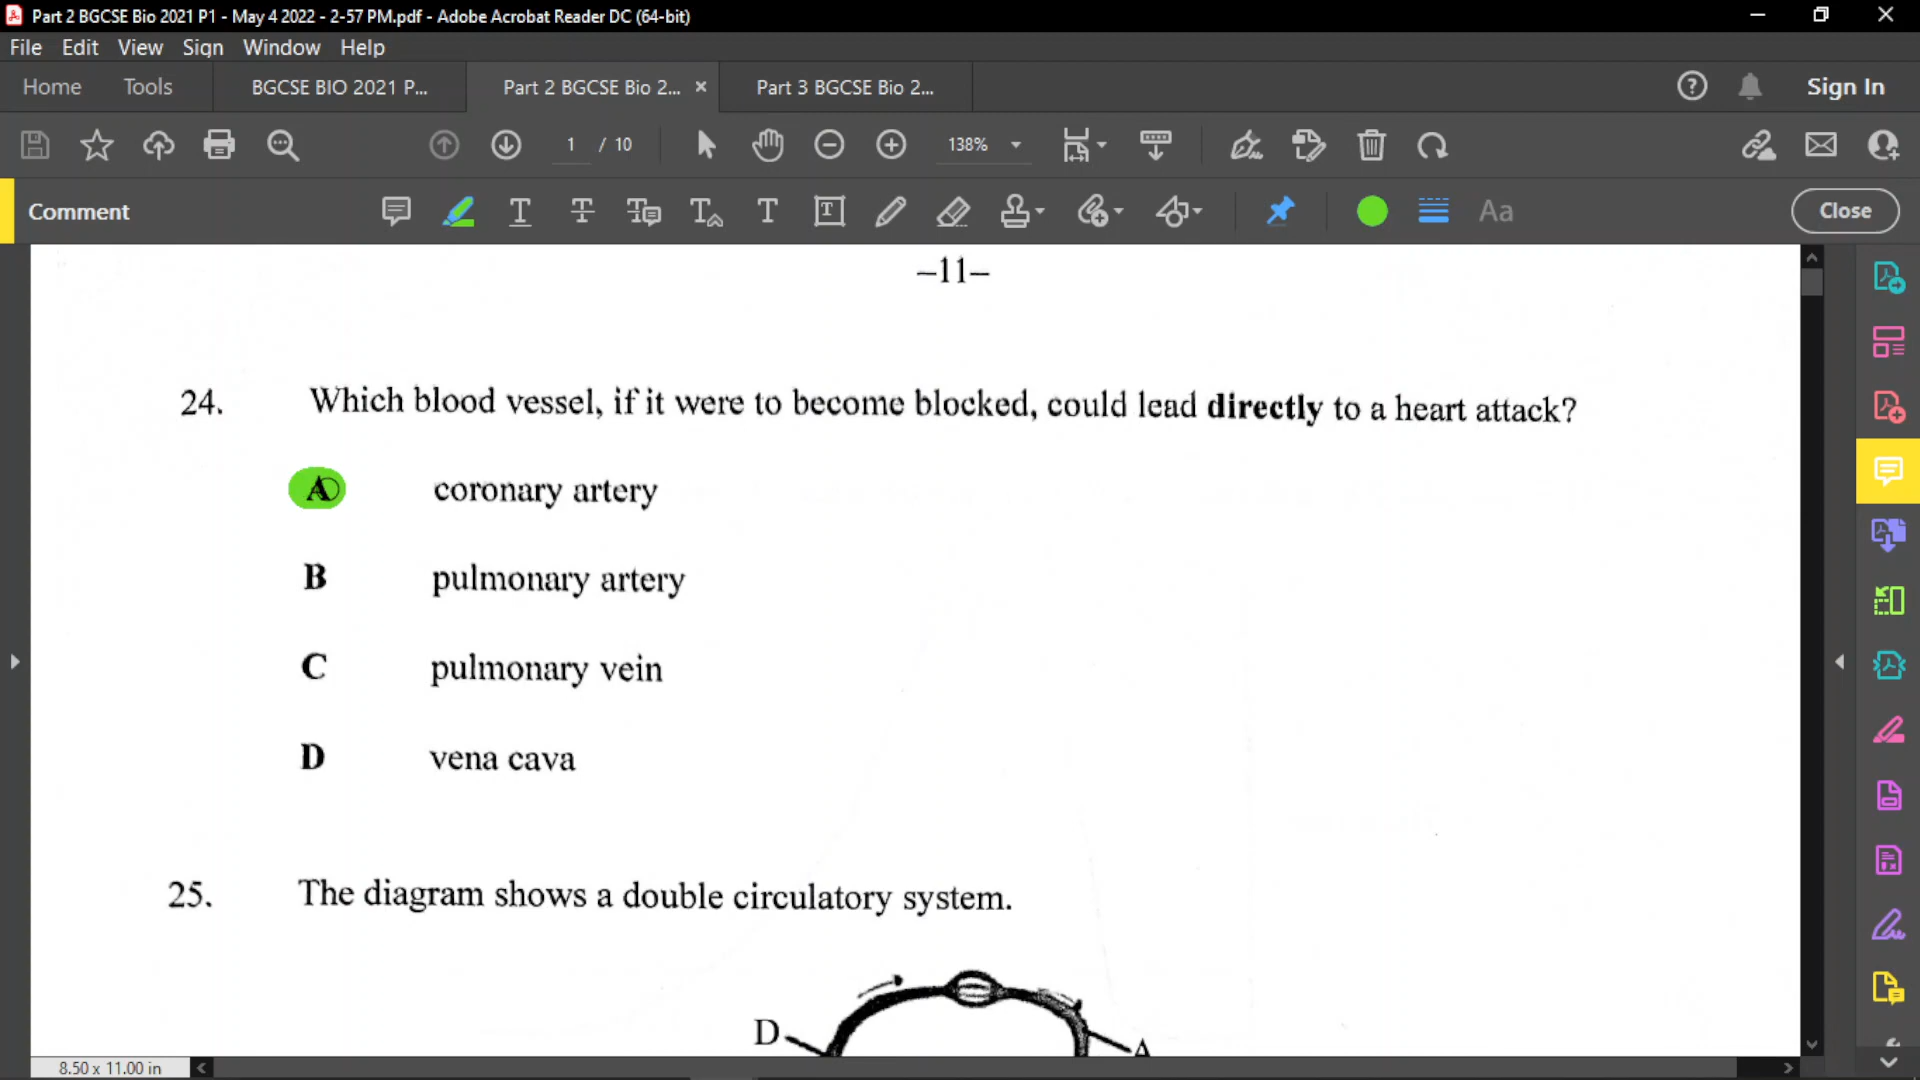 Part 2 BGCSE Bio 2021 P1 - May 4 2022 - 2-57 PM.pdf - Adobe Acrobat Reader DC (64-bit)
File Edit View Sign Window Help
Home Tools BGCSE BIO 2021 P... Part 2 BGCSE Bio 2... × Part 3 BGCSE Bio 2... Sign In
1 / 10 138%
Comment Aa Close
–11–
24. Which blood vessel, if it were to become blocked, could lead directly to a heart attack?
A coronary artery
B pulmonary artery
C pulmonary vein
D vena cava
25. The diagram shows a double circulatory system.
D
A
8.50 x 11.00 in